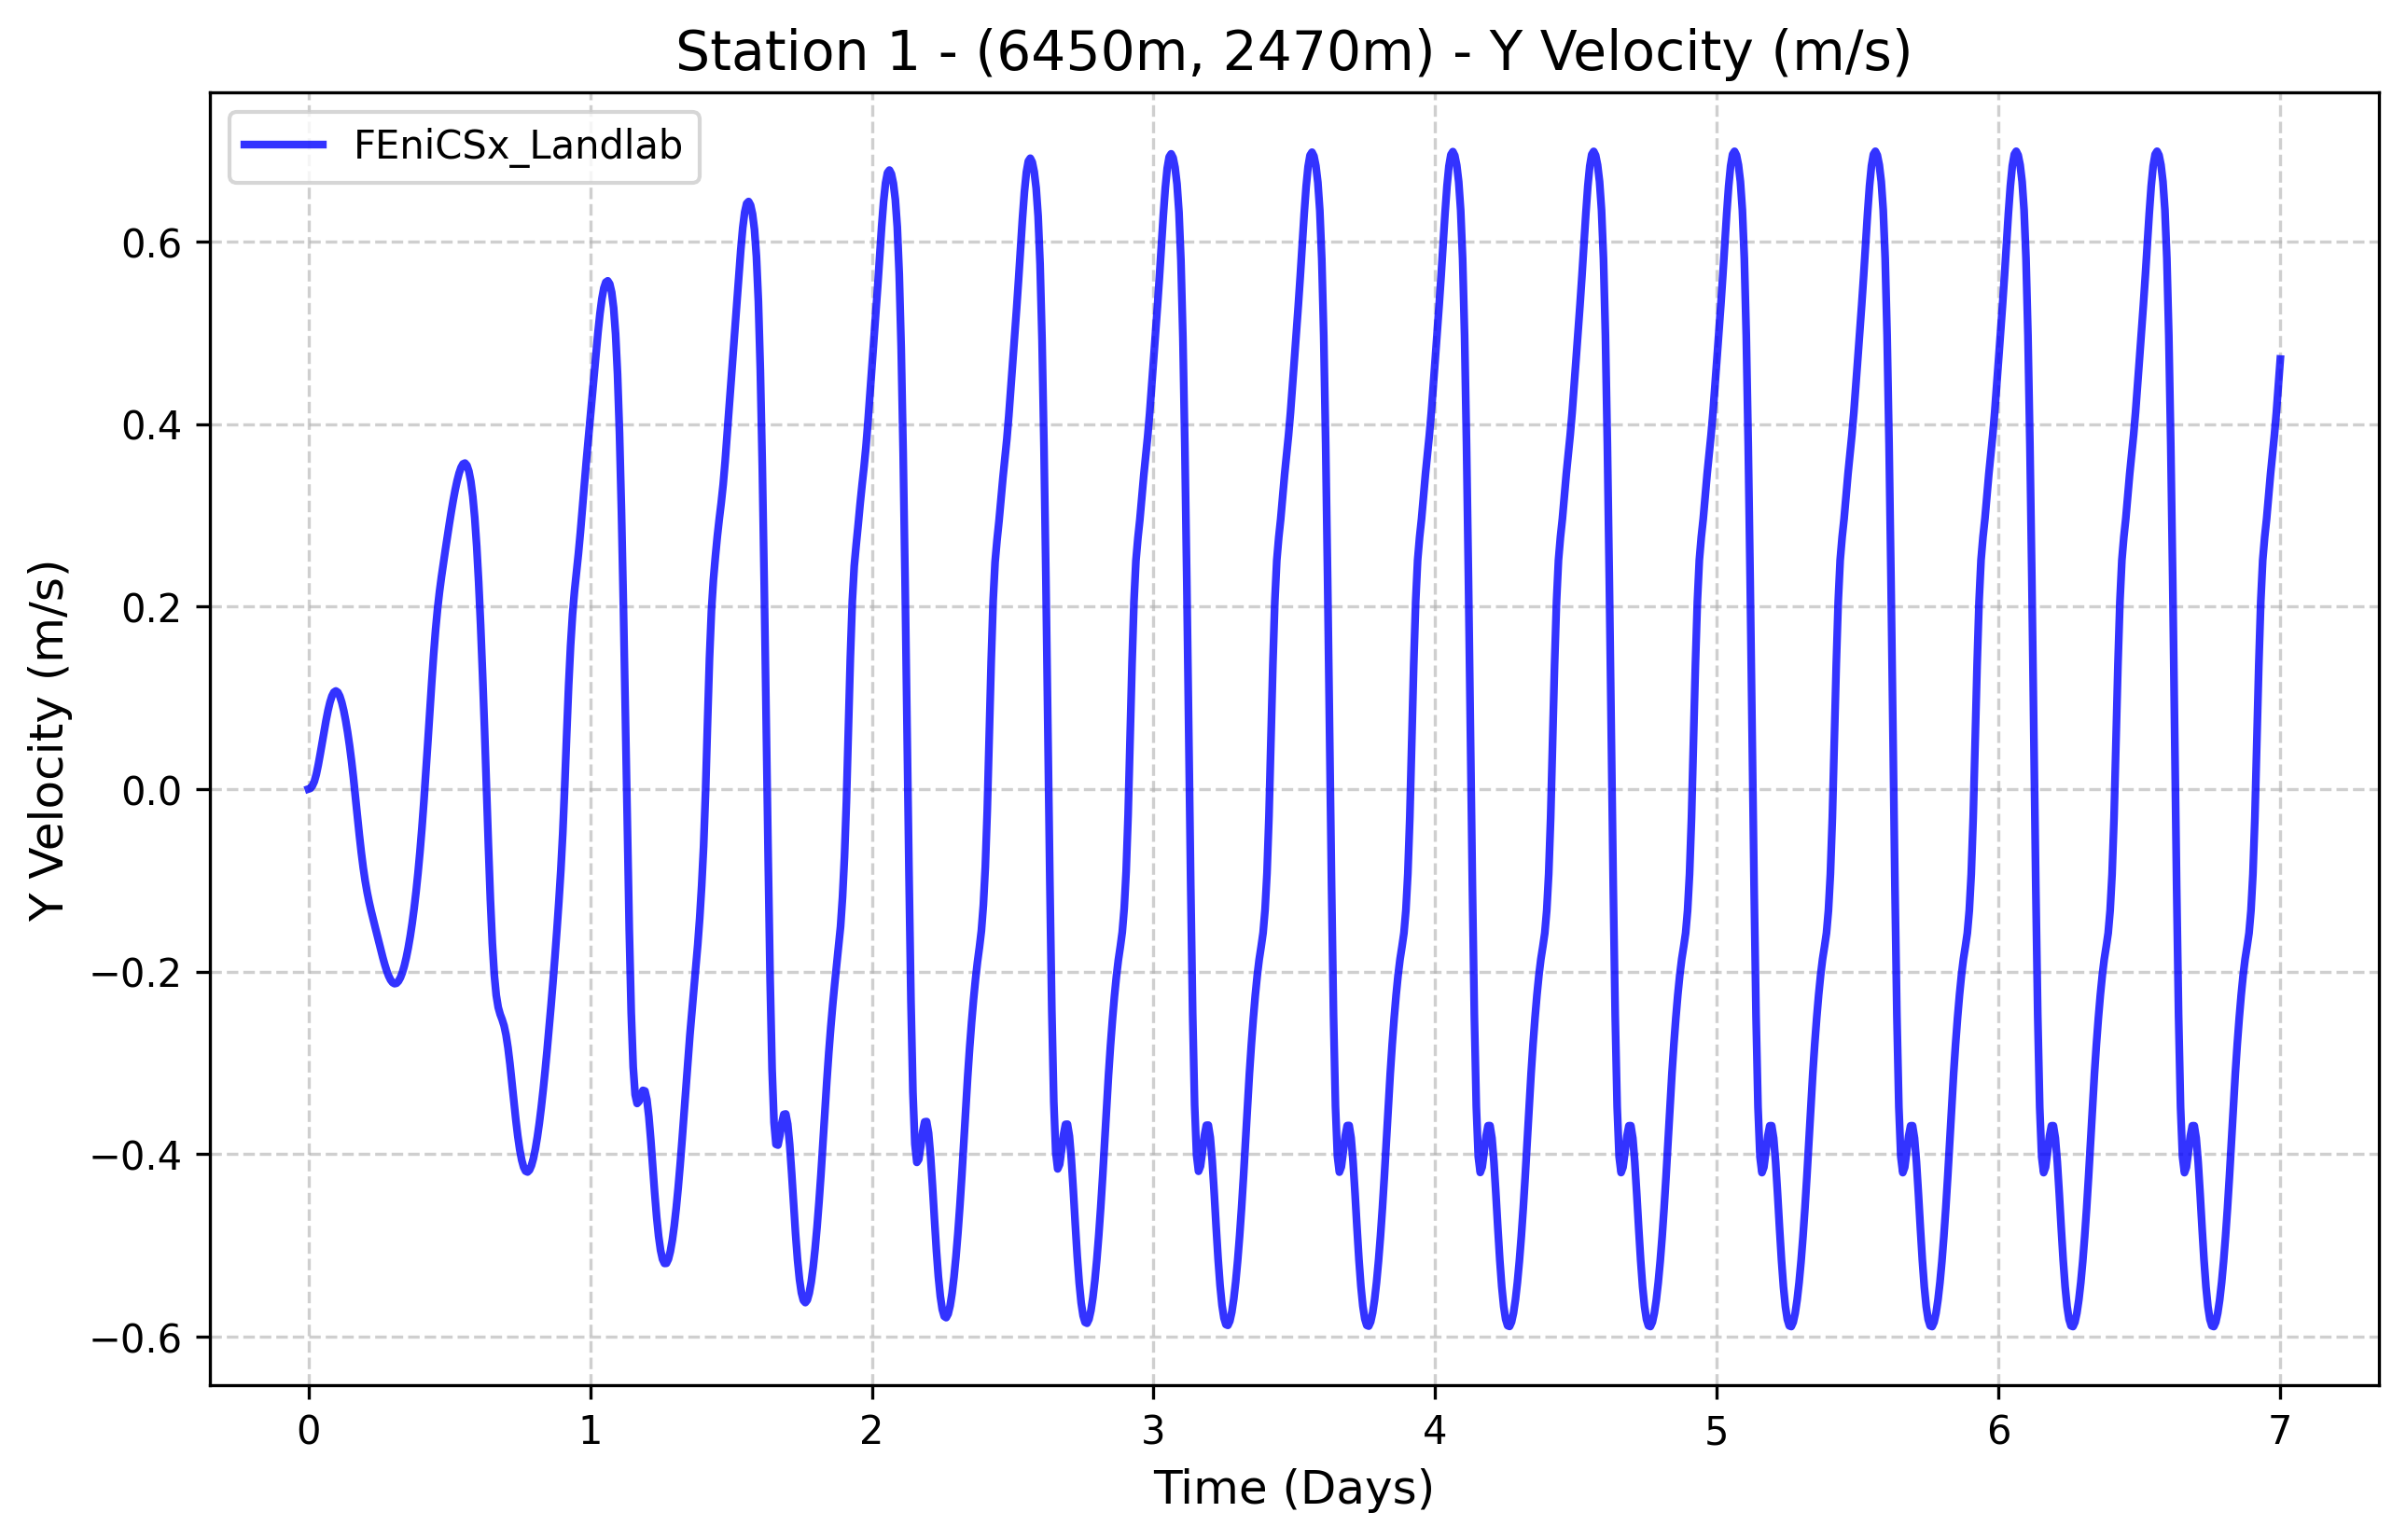 Station 1 - (6450m, 2470m) - Y Velocity (m/s)
FEniCSx_Landlab
Y Velocity (m/s)
0.6
0.4
0.2
0.0
−0.2
−0.4
−0.6
0 1 2 3 4 5 6 7
Time (Days)